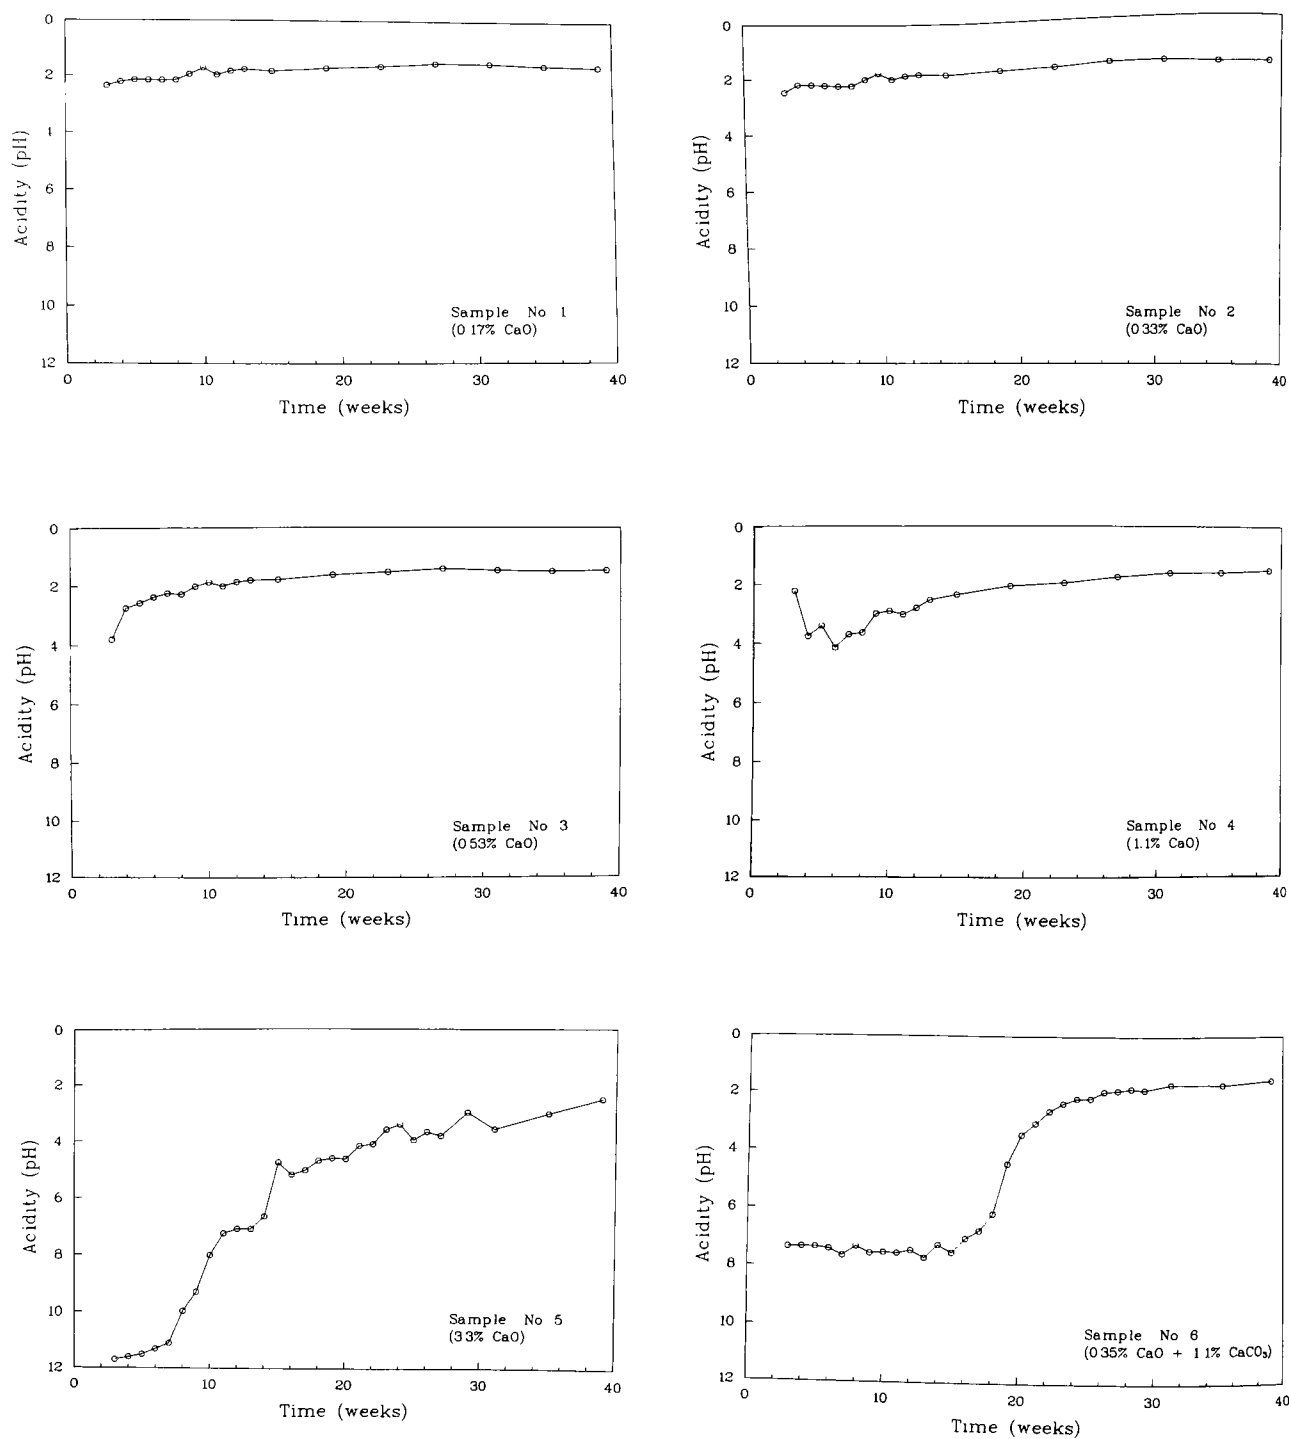 0
2
4
6
8
10
12
Acidity (pH)
Sample No 1
(0 17% CaO)
0 10 20 30 40
Time (weeks)
0
2
4
6
8
10
12
Acidity (pH)
Sample No 2
(0 33% CaO)
0 10 20 30 40
Time (weeks)
0
2
4
6
8
10
12
Acidity (pH)
Sample No 3
(0 53% CaO)
0 10 20 30 40
Time (weeks)
0
2
4
6
8
10
12
Acidity (pH)
Sample No 4
(1.1% CaO)
0 10 20 30 40
Time (weeks)
0
2
4
6
8
10
12
Acidity (pH)
Sample No 5
(3 3% CaO)
0 10 20 30 40
Time (weeks)
0
2
4
6
8
10
12
Acidity (pH)
Sample No 6
(0 35% CaO + 1 1% CaCO₃)
0 10 20 30 40
Time (weeks)